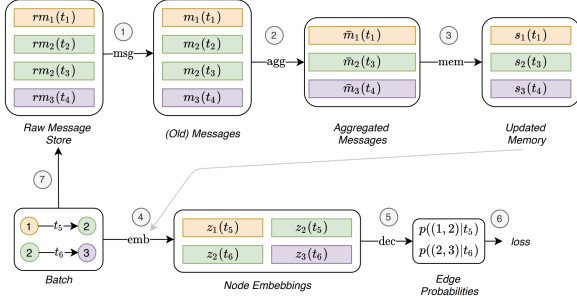 rm₁(t₁)
rm₂(t₂)
rm₂(t₃)
rm₃(t₄)
Raw Message
Store
1
msg
m₁(t₁)
m₂(t₂)
m₂(t₃)
m₃(t₄)
(Old) Messages
2
agg
m̄₁(t₁)
m̄₂(t₃)
m̄₃(t₄)
Aggregated
Messages
3
mem
s₁(t₁)
s₂(t₃)
s₃(t₄)
Updated
Memory
7
1 t₅ 2
2 t₆ 3
Batch
4
emb
z₁(t₅) z₂(t₅)
z₂(t₆) z₃(t₆)
Node Embebbings
5
dec
p((1, 2)|t₅)
p((2, 3)|t₆)
Edge
Probabilities
6
loss